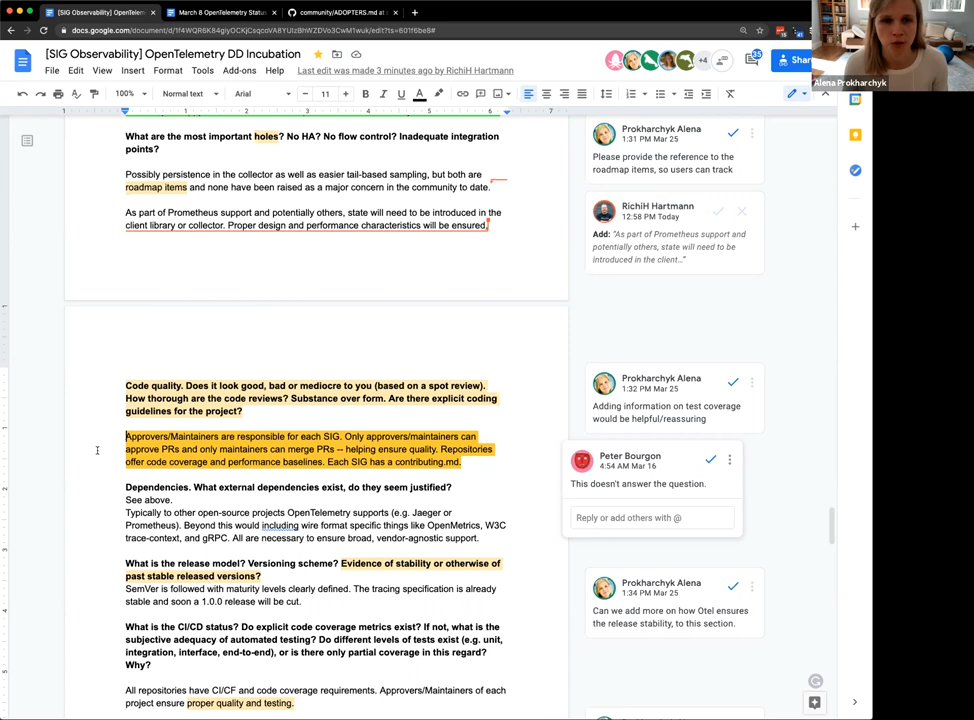 [SIG Observability] OpenTelem
March 8 OpenTelemetry Status
community/ADOPTERS.md at
docs.google.com/document/d/1f4WQR6K84giyOCKjCsqcoVA8UYUIzBhWZDVo3CwM1wuk/edit?ts=601f6be8#
[SIG Observability] OpenTelemetry DD Incubation
File Edit View Insert Format Tools Add-ons Help Last edit was made 3 minutes ago by RichiH Hartmann
+4
35
Shar
Alena Prokharchyk
100% Normal text Arial 11 B I U A
1 1 2 3 4 5 6 7
What are the most important holes? No HA? No flow control? Inadequate integration
points?
Possibly persistence in the collector as well as easier tail-based sampling, but both are
roadmap items and none have been raised as a major concern in the community to date.
As part of Prometheus support and potentially others, state will need to be introduced in the
client library or collector. Proper design and performance characteristics will be ensured.
Prokharchyk Alena
1:31 PM Mar 25
Please provide the reference to the
roadmap items, so users can track
RichiH Hartmann
12:58 PM Today
Add: "As part of Prometheus support and
potentially others, state will need to be
introduced in the client..."
Code quality. Does it look good, bad or mediocre to you (based on a spot review).
How thorough are the code reviews? Substance over form. Are there explicit coding
guidelines for the project?
Approvers/Maintainers are responsible for each SIG. Only approvers/maintainers can
approve PRs and only maintainers can merge PRs -- helping ensure quality. Repositories
offer code coverage and performance baselines. Each SIG has a contributing.md.
Prokharchyk Alena
1:32 PM Mar 25
Adding information on test coverage
would be helpful/reassuring
Peter Bourgon
4:54 AM Mar 16
This doesn't answer the question.
Reply or add others with @
Dependencies. What external dependencies exist, do they seem justified?
See above.
Typically to other open-source projects OpenTelemetry supports (e.g. Jaeger or
Prometheus). Beyond this would including wire format specific things like OpenMetrics, W3C
trace-context, and gRPC. All are necessary to ensure broad, vendor-agnostic support.
What is the release model? Versioning scheme? Evidence of stability or otherwise of
past stable released versions?
SemVer is followed with maturity levels clearly defined. The tracing specification is already
stable and soon a 1.0.0 release will be cut.
Prokharchyk Alena
1:34 PM Mar 25
Can we add more on how Otel ensures
the release stability, to this section.
What is the CI/CD status? Do explicit code coverage metrics exist? If not, what is the
subjective adequacy of automated testing? Do different levels of tests exist (e.g. unit,
integration, interface, end-to-end), or is there only partial coverage in this regard?
Why?
All repositories have CI/CF and code coverage requirements. Approvers/Maintainers of each
project ensure proper quality and testing.